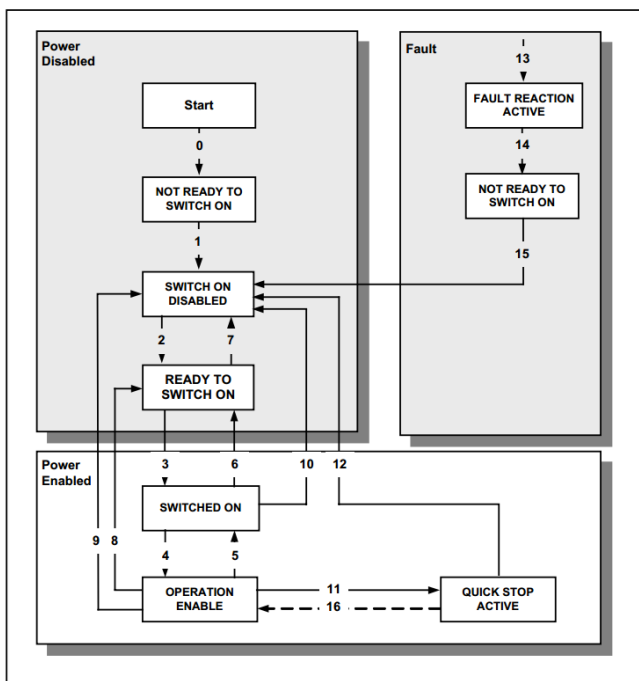 Power
Disabled
Fault
13
Start
FAULT REACTION
ACTIVE
0
14
NOT READY TO
SWITCH ON
NOT READY TO
SWITCH ON
1
15
SWITCH ON
DISABLED
2
7
READY TO
SWITCH ON
Power
Enabled
3
6
10
12
SWITCHED ON
9
8
4
5
OPERATION
ENABLE
11
16
QUICK STOP
ACTIVE